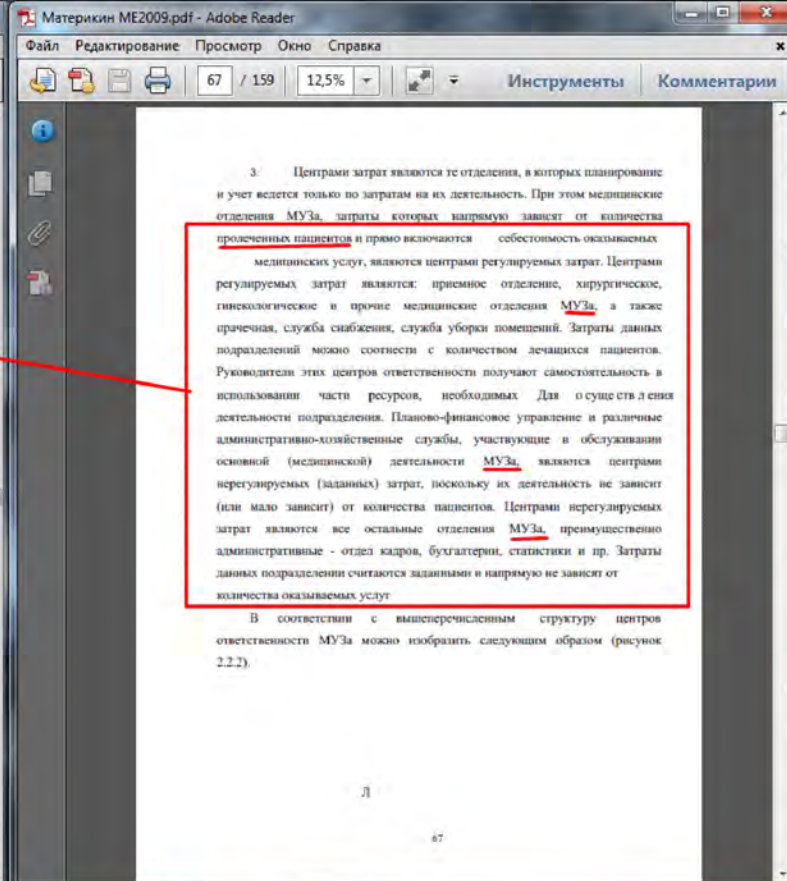 Материкин МЕ2009.pdf - Adobe Reader
Файл Редактирование Просмотр Окно Справка
67 / 159 12,5% Инструменты Комментарии
3. Центрами затрат являются те отделения, в которых планирование
и учет ведется только по затратам на их деятельность. При этом медицинские
отделения МУЗа, затраты которых напрямую зависят от количества
пролеченных пациентов и прямо включаются себестоимость оказываемых
медицинских услуг, являются центрами регулируемых затрат. Центрами
регулируемых затрат являются: приемное отделение, хирургическое,
гинекологическое и прочие медицинские отделения МУЗа, а также
прачечная, служба снабжения, служба уборки помещений. Затраты данных
подразделений можно соотнести с количеством лечащихся пациентов.
Руководители этих центров ответственности получают самостоятельность в
использовании части ресурсов, необходимых Для осуще ств л ения
деятельности подразделения. Планово-финансовое управление и различные
административно-хозяйственные службы, участвующие в обслуживании
основной (медицинской) деятельности МУЗа, являются центрами
нерегулируемых (заданных) затрат, поскольку их деятельность не зависит
(или мало зависит) от количества пациентов. Центрами нерегулируемых
затрат являются все остальные отделения МУЗа, преимущественно
административные - отдел кадров, бухгалтерии, статистики и пр. Затраты
данных подразделении считаются заданными и напрямую не зависят от
количества оказываемых услуг
В соответствии с вышеперечисленным структуру центров
ответственности МУЗа можно изобразить следующим образом (рисунок
2.2.2).
Л
67